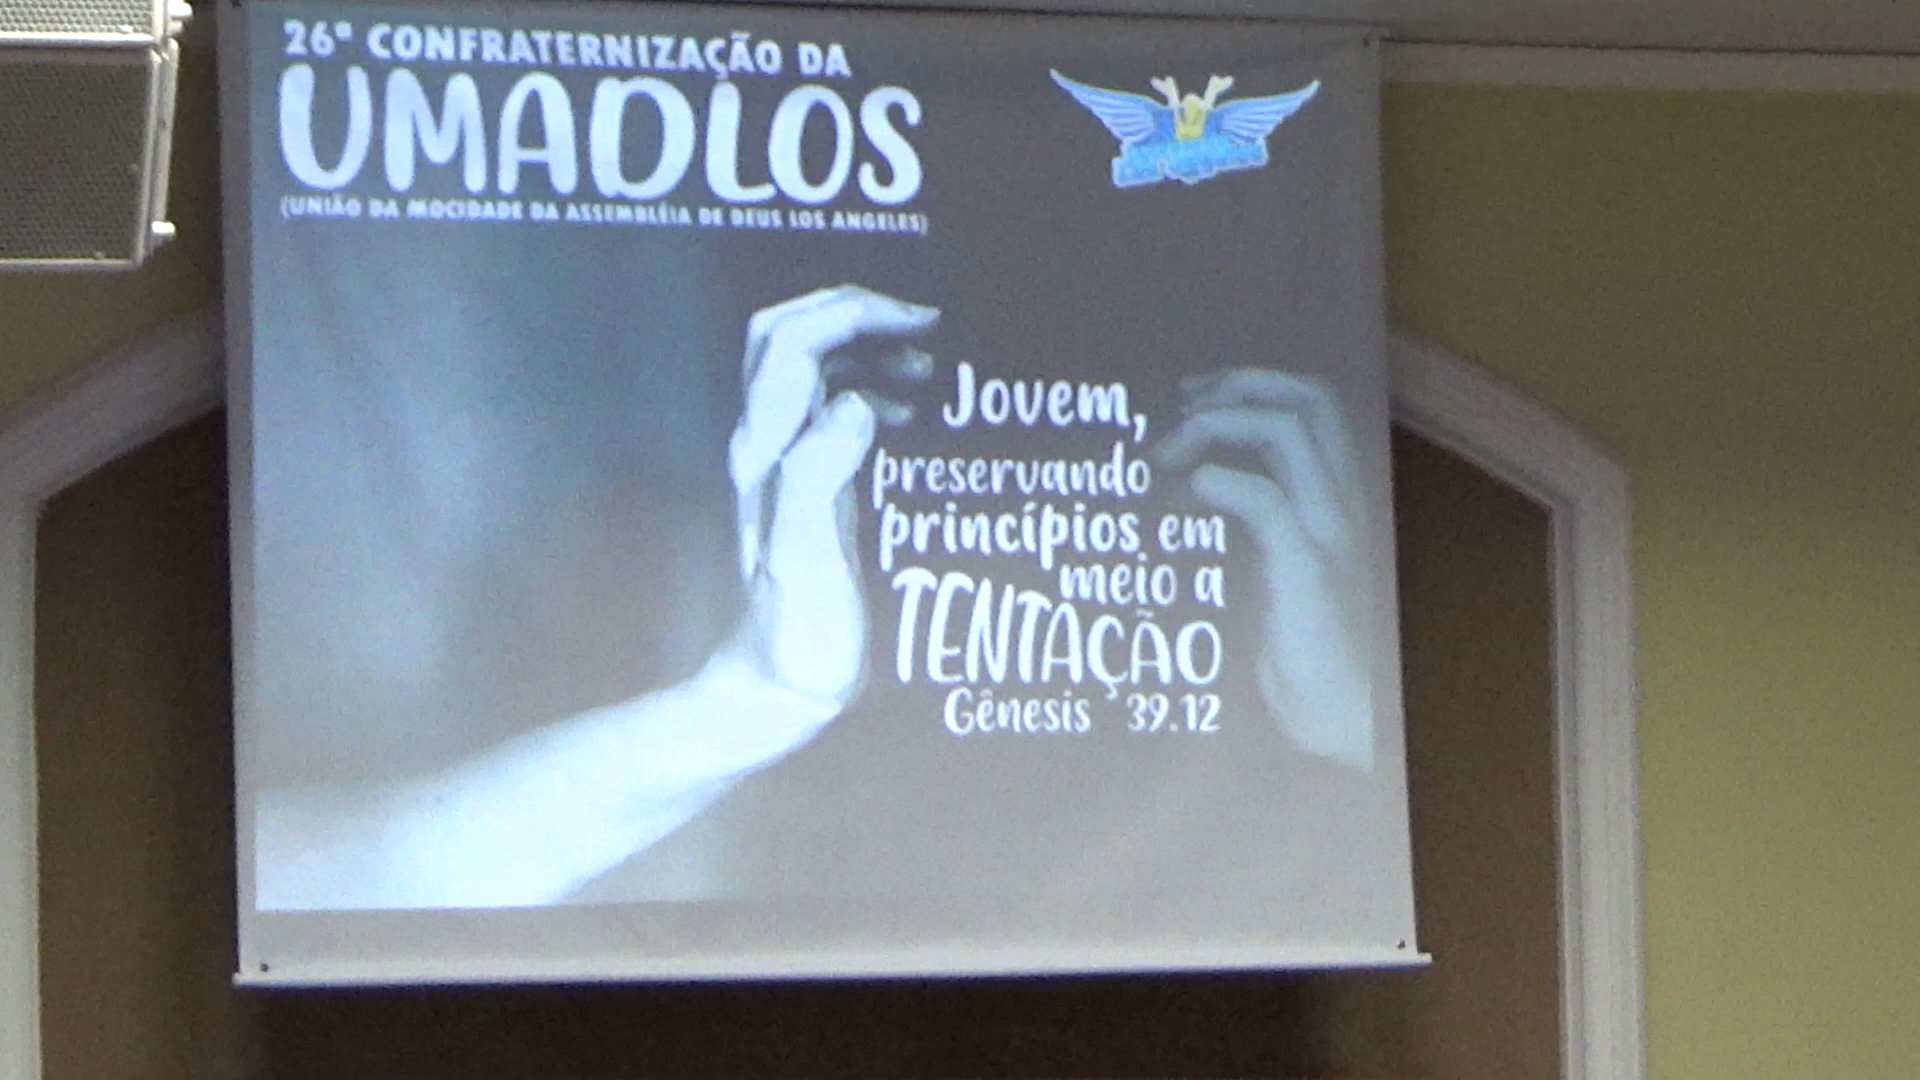 26ª CONFRATERNIZAÇÃO DA
UMADLOS
(UNIÃO DA MOCIDADE DA ASSEMBLÉIA DE DEUS LOS ANGELES)
Jovem,
preservando
princípios em
meio a
TENTAÇÃO
Gênesis 39.12